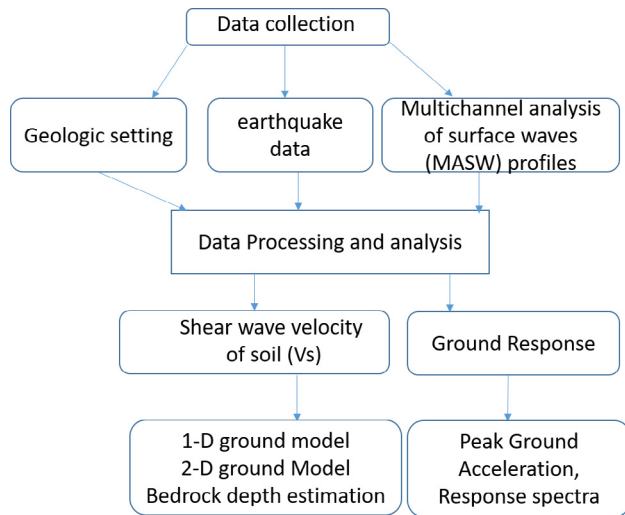 Data collection
Geologic setting
earthquake
data
Multichannel analysis
of surface waves
(MASW) profiles
Data Processing and analysis
Shear wave velocity
of soil (Vs)
Ground Response
1-D ground model
2-D ground Model
Bedrock depth estimation
Peak Ground
Acceleration,
Response spectra